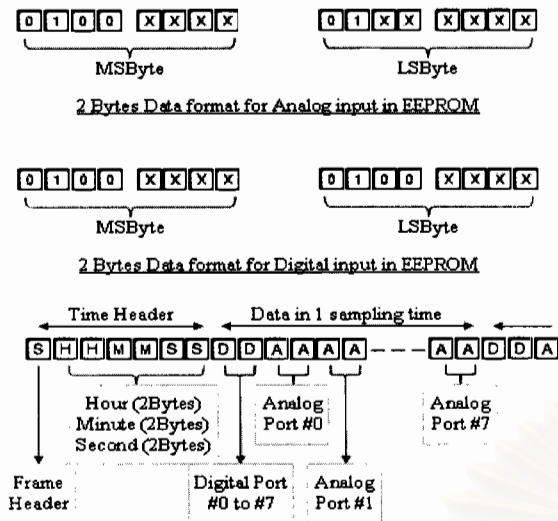 0 1 0 0 X X X X 0 1 X X X X X X
MSByte LSByte
2 Bytes Data format for Analog input in EEPROM
0 1 0 0 X X X X 0 1 0 0 X X X X
MSByte LSByte
2 Bytes Data format for Digital input in EEPROM
Time Header Data in 1 sampling time
S H H M M S S D D A A A A A A D D A
Hour (2Bytes)
Minute (2Bytes)
Second (2Bytes)
Analog
Port #0
Analog
Port #7
Frame
Header
Digital Port
#0 to #7
Analog
Port #1